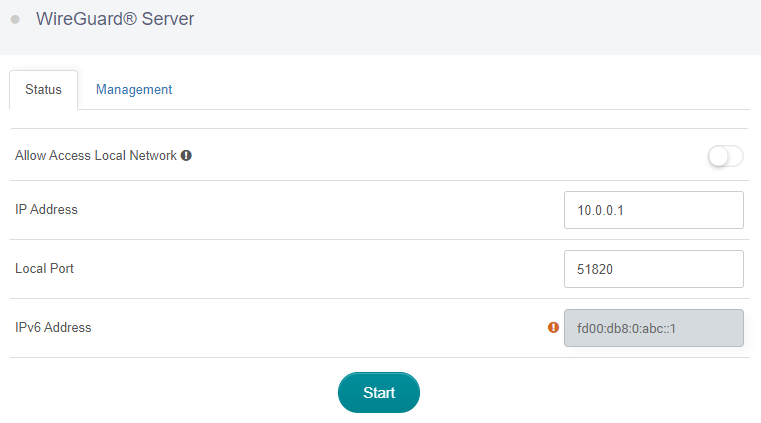 WireGuard® Server
Status Management
Allow Access Local Network
IP Address 10.0.0.1
Local Port 51820
IPv6 Address fd00:db8:0:abc::1
Start